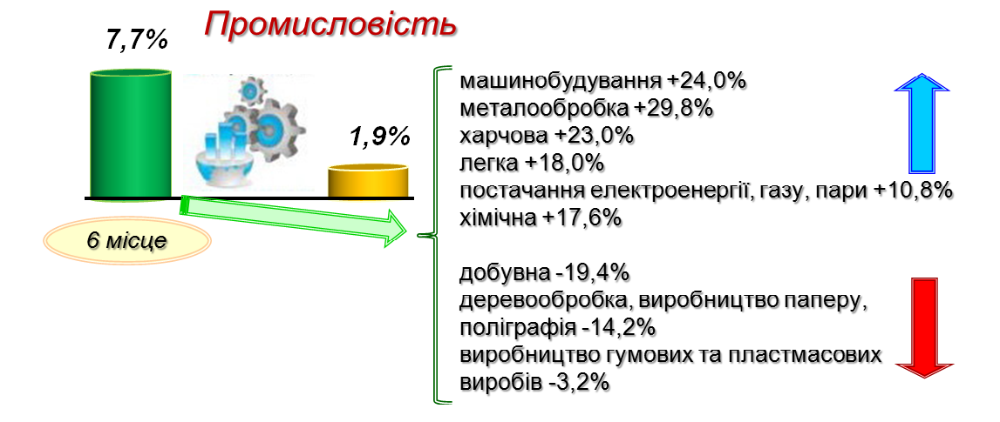 Промисловість
7,7%
1,9%
6 місце
машинобудування +24,0%
металообробка +29,8%
харчова +23,0%
легка +18,0%
постачання електроенергії, газу, пари +10,8%
хімічна +17,6%
добувна -19,4%
деревообробка, виробництво паперу,
поліграфія -14,2%
виробництво гумових та пластмасових
виробів -3,2%